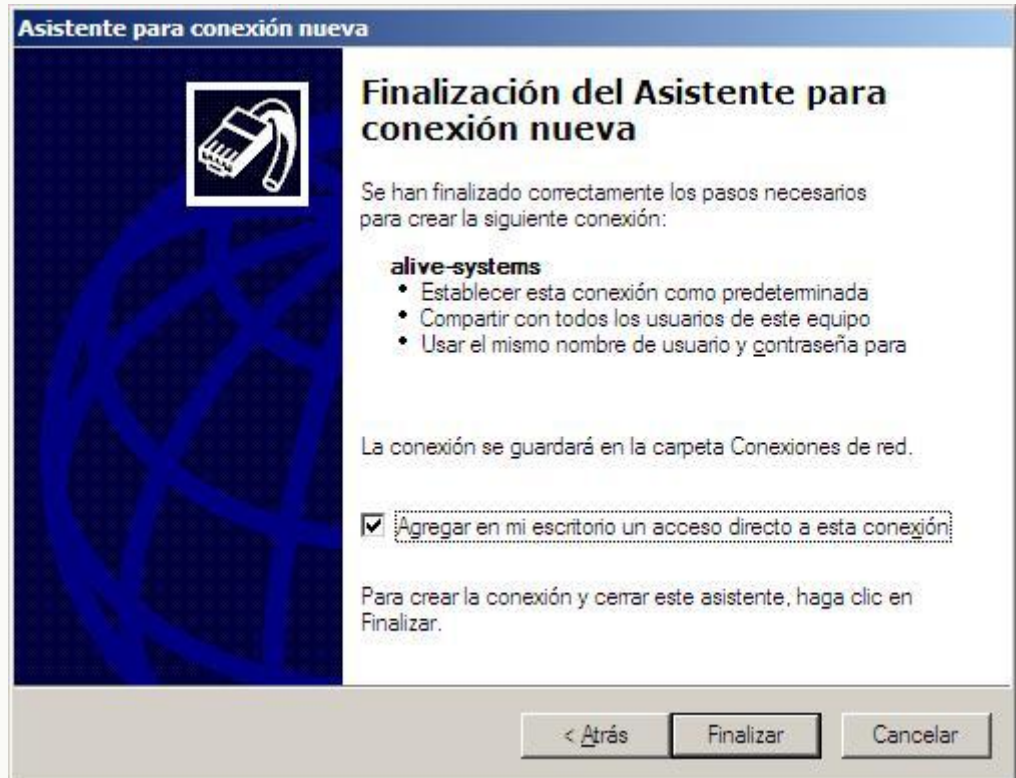 Asistente para conexión nueva
Finalización del Asistente para
conexión nueva
Se han finalizado correctamente los pasos necesarios
para crear la siguiente conexión:
alive-systems
• Establecer esta conexión como predeterminada
• Compartir con todos los usuarios de este equipo
• Usar el mismo nombre de usuario y contraseña para
La conexión se guardará en la carpeta Conexiones de red.
Agregar en mi escritorio un acceso directo a esta conexión
Para crear la conexión y cerrar este asistente, haga clic en
Finalizar.
< Atrás Finalizar Cancelar